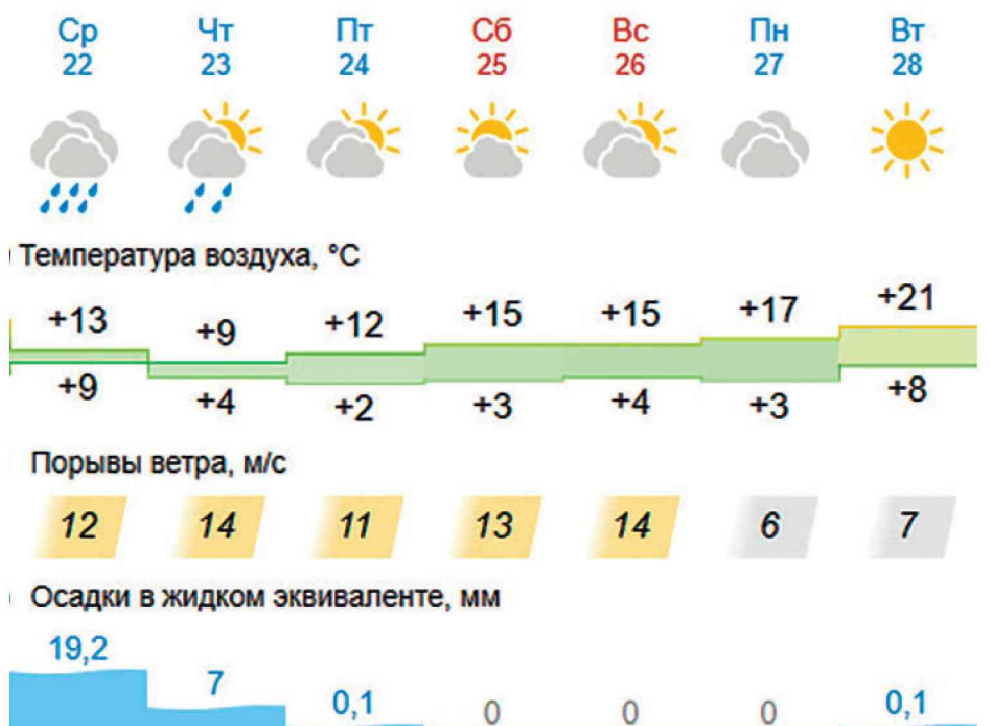 Ср Чт Пт Сб Вс Пн Вт
22 23 24 25 26 27 28
Температура воздуха, °C
+13 +9 +12 +15 +15 +17 +21
+9 +4 +2 +3 +4 +3 +8
Порывы ветра, м/с
12 14 11 13 14 6 7
Осадки в жидком эквиваленте, мм
19,2 7 0,1 0 0 0 0,1